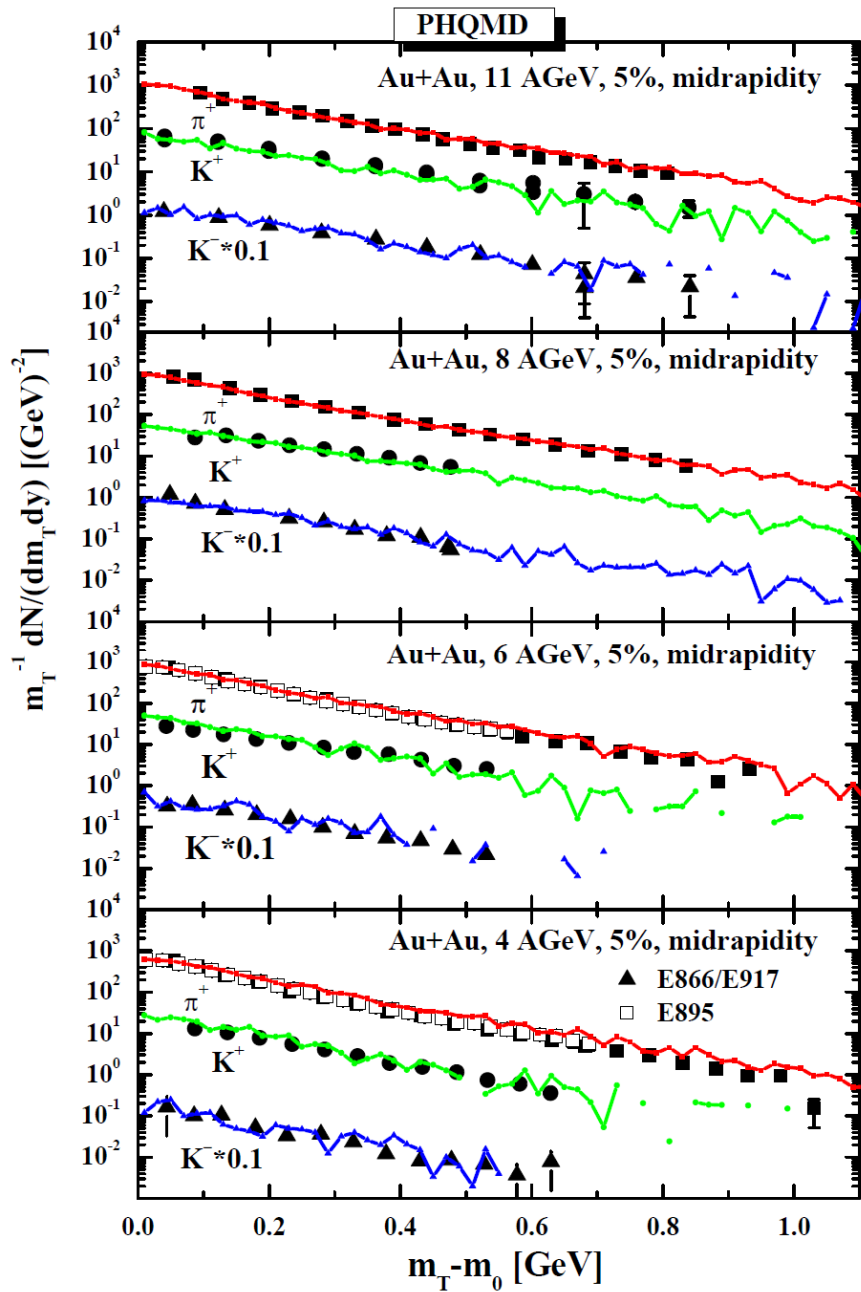 PHQMD
Au+Au, 11 AGeV, 5%, midrapidity
π⁺
K⁺
K⁻*0.1
10⁴
10³
10²
10¹
10⁰
10⁻¹
10⁻²
10⁴
Au+Au, 8 AGeV, 5%, midrapidity
π⁺
K⁺
K⁻*0.1
10³
10²
10¹
10⁰
10⁻¹
10⁻²
10⁴
Au+Au, 6 AGeV, 5%, midrapidity
π⁺
K⁺
K⁻*0.1
10³
10²
10¹
10⁰
10⁻¹
10⁻²
10⁴
Au+Au, 4 AGeV, 5%, midrapidity
E866/E917
E895
π⁺
K⁺
K⁻*0.1
10³
10²
10¹
10⁰
10⁻¹
10⁻²
0.0 0.2 0.4 0.6 0.8 1.0
m_T-m_0 [GeV]
m_T⁻¹ dN/(dm_T dy) [(GeV)⁻²]